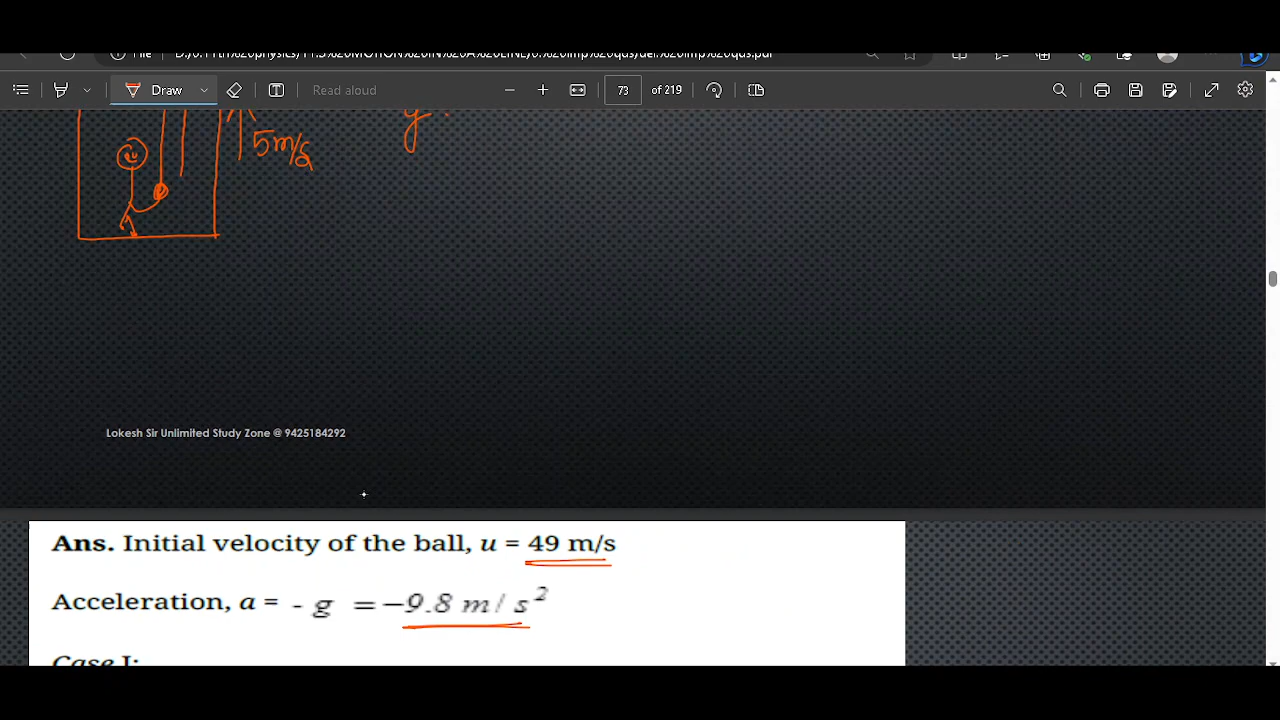 Draw
Read aloud
73 of 219
5m/s
y
Lokesh Sir Unlimited Study Zone @ 9425184292
Ans. Initial velocity of the ball, u = 49 m/s
Acceleration, a = - g = −9.8 m / s²
Case I: